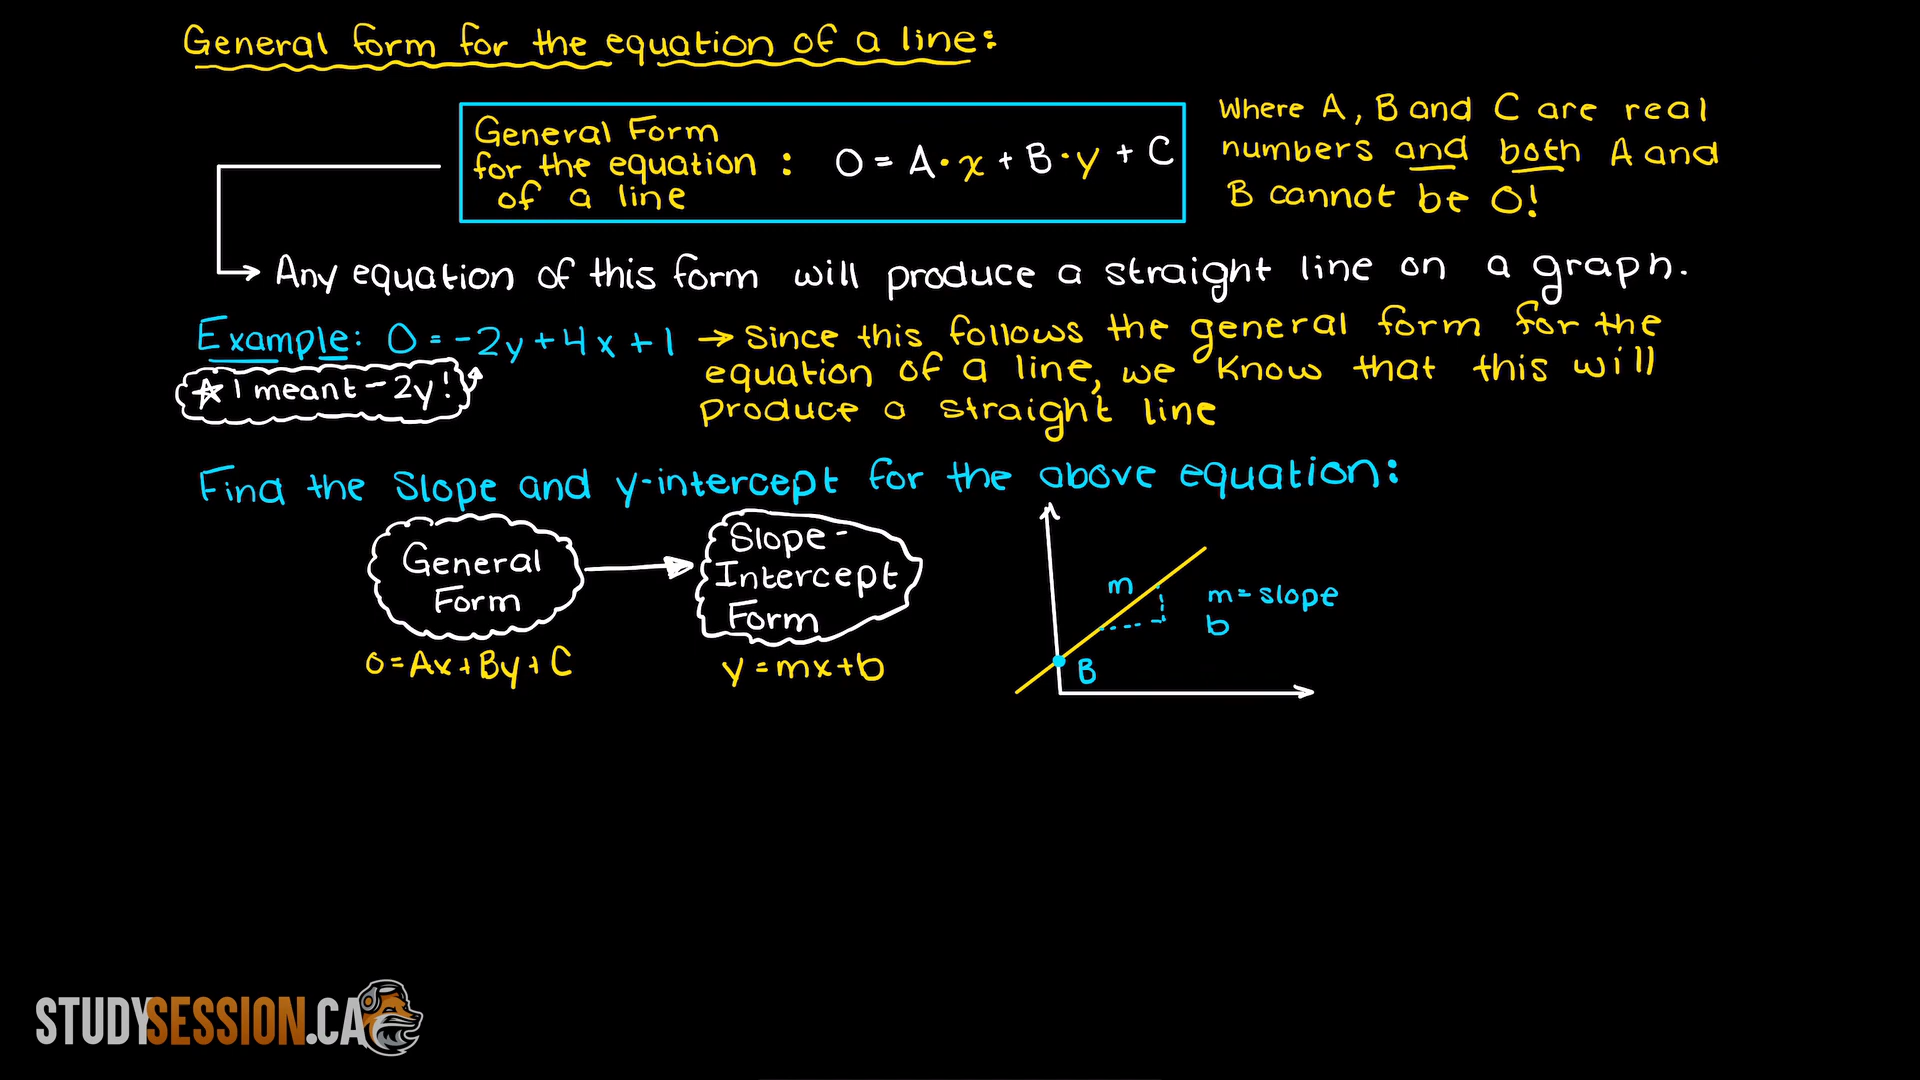 General form for the equation of a line:
General Form
for the equation :
of a line
0 = A·x + B·y + C
Where A, B and C are real
numbers and both A and
B cannot be 0!
Any equation of this form will produce a straight line on a graph.
Example: 0 = -2y + 4x + 1 → Since this follows the general form for the
equation of a line, we know that this will
produce a straight line
☆ I meant -2y!
Find the slope and y-intercept for the above equation:
General
Form
0 = Ax + By + C
Slope-
Intercept
Form
y = mx + b
m
B
m = slope
b
STUDYSESSION.CA